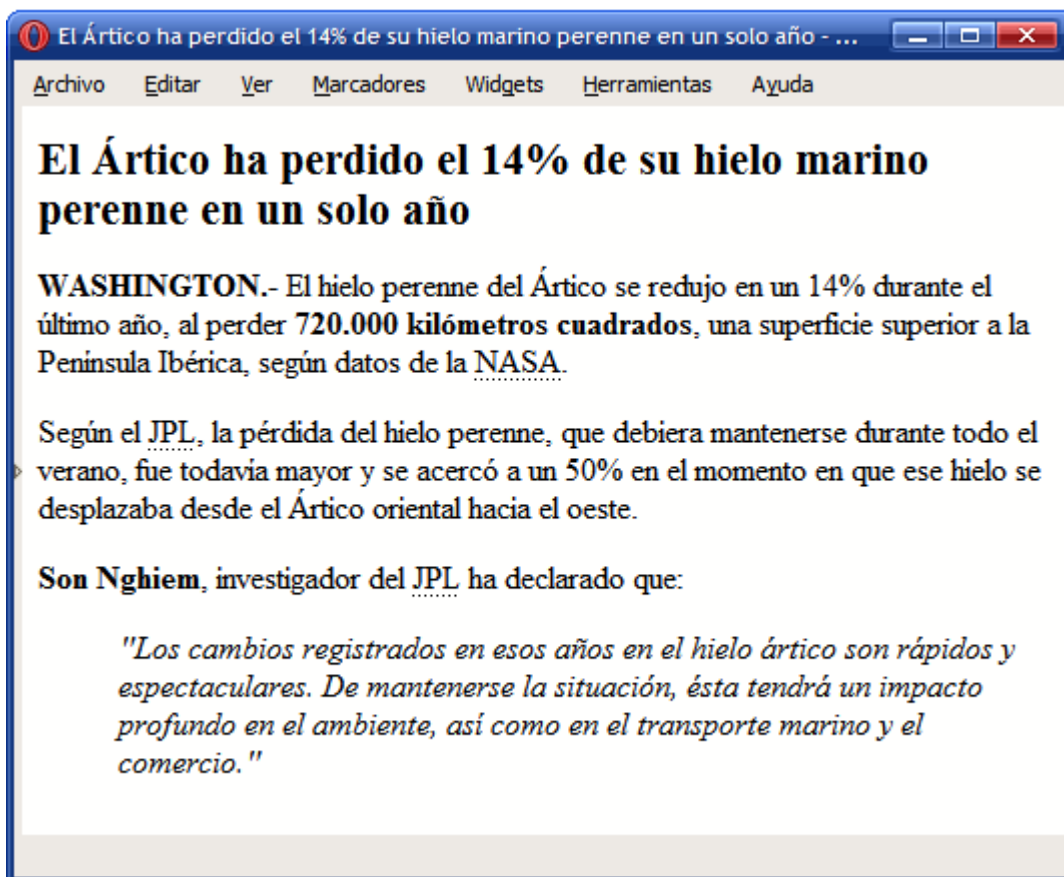 El Ártico ha perdido el 14% de su hielo marino perenne en un solo año - ...
Archivo Editar Ver Marcadores Widgets Herramientas Ayuda
El Ártico ha perdido el 14% de su hielo marino
perenne en un solo año
WASHINGTON.- El hielo perenne del Ártico se redujo en un 14% durante el
último año, al perder 720.000 kilómetros cuadrados, una superficie superior a la
Península Ibérica, según datos de la NASA.
Según el JPL, la pérdida del hielo perenne, que debiera mantenerse durante todo el
verano, fue todavía mayor y se acercó a un 50% en el momento en que ese hielo se
desplazaba desde el Ártico oriental hacia el oeste.
Son Nghiem, investigador del JPL ha declarado que:
"Los cambios registrados en esos años en el hielo ártico son rápidos y
espectaculares. De mantenerse la situación, ésta tendrá un impacto
profundo en el ambiente, así como en el transporte marino y el
comercio."